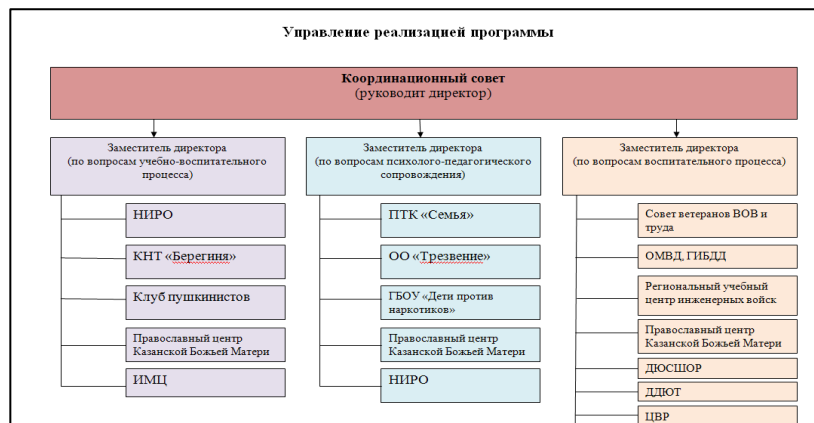 Управление реализацией программы
Координационный совет
(руководит директор)
Заместитель директора
(по вопросам учебно-воспитательного
процесса)
НИРО
КНТ «Берегиня»
Клуб пушкинистов
Православный центр
Казанской Божьей Матери
ИМЦ
Заместитель директора
(по вопросам психолого-педагогического
сопровождения)
ПТК «Семья»
ОО «Трезвение»
ГБОУ «Дети против
наркотиков»
Православный центр
Казанской Божьей Матери
НИРО
Заместитель директора
(по вопросам воспитательного процесса)
Совет ветеранов ВОВ и
труда
ОМВД, ГИБДД
Региональный учебный
центр инженерных войск
Православный центр
Казанской Божьей Матери
ДЮСШОР
ДДЮТ
ЦВР